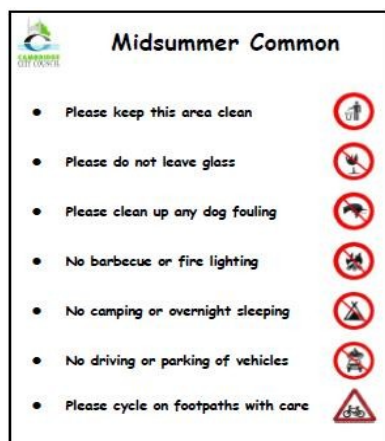 Midsummer Common
CAMBRIDGE
CITY COUNCIL
• Please keep this area clean
• Please do not leave glass
• Please clean up any dog fouling
• No barbecue or fire lighting
• No camping or overnight sleeping
• No driving or parking of vehicles
• Please cycle on footpaths with care